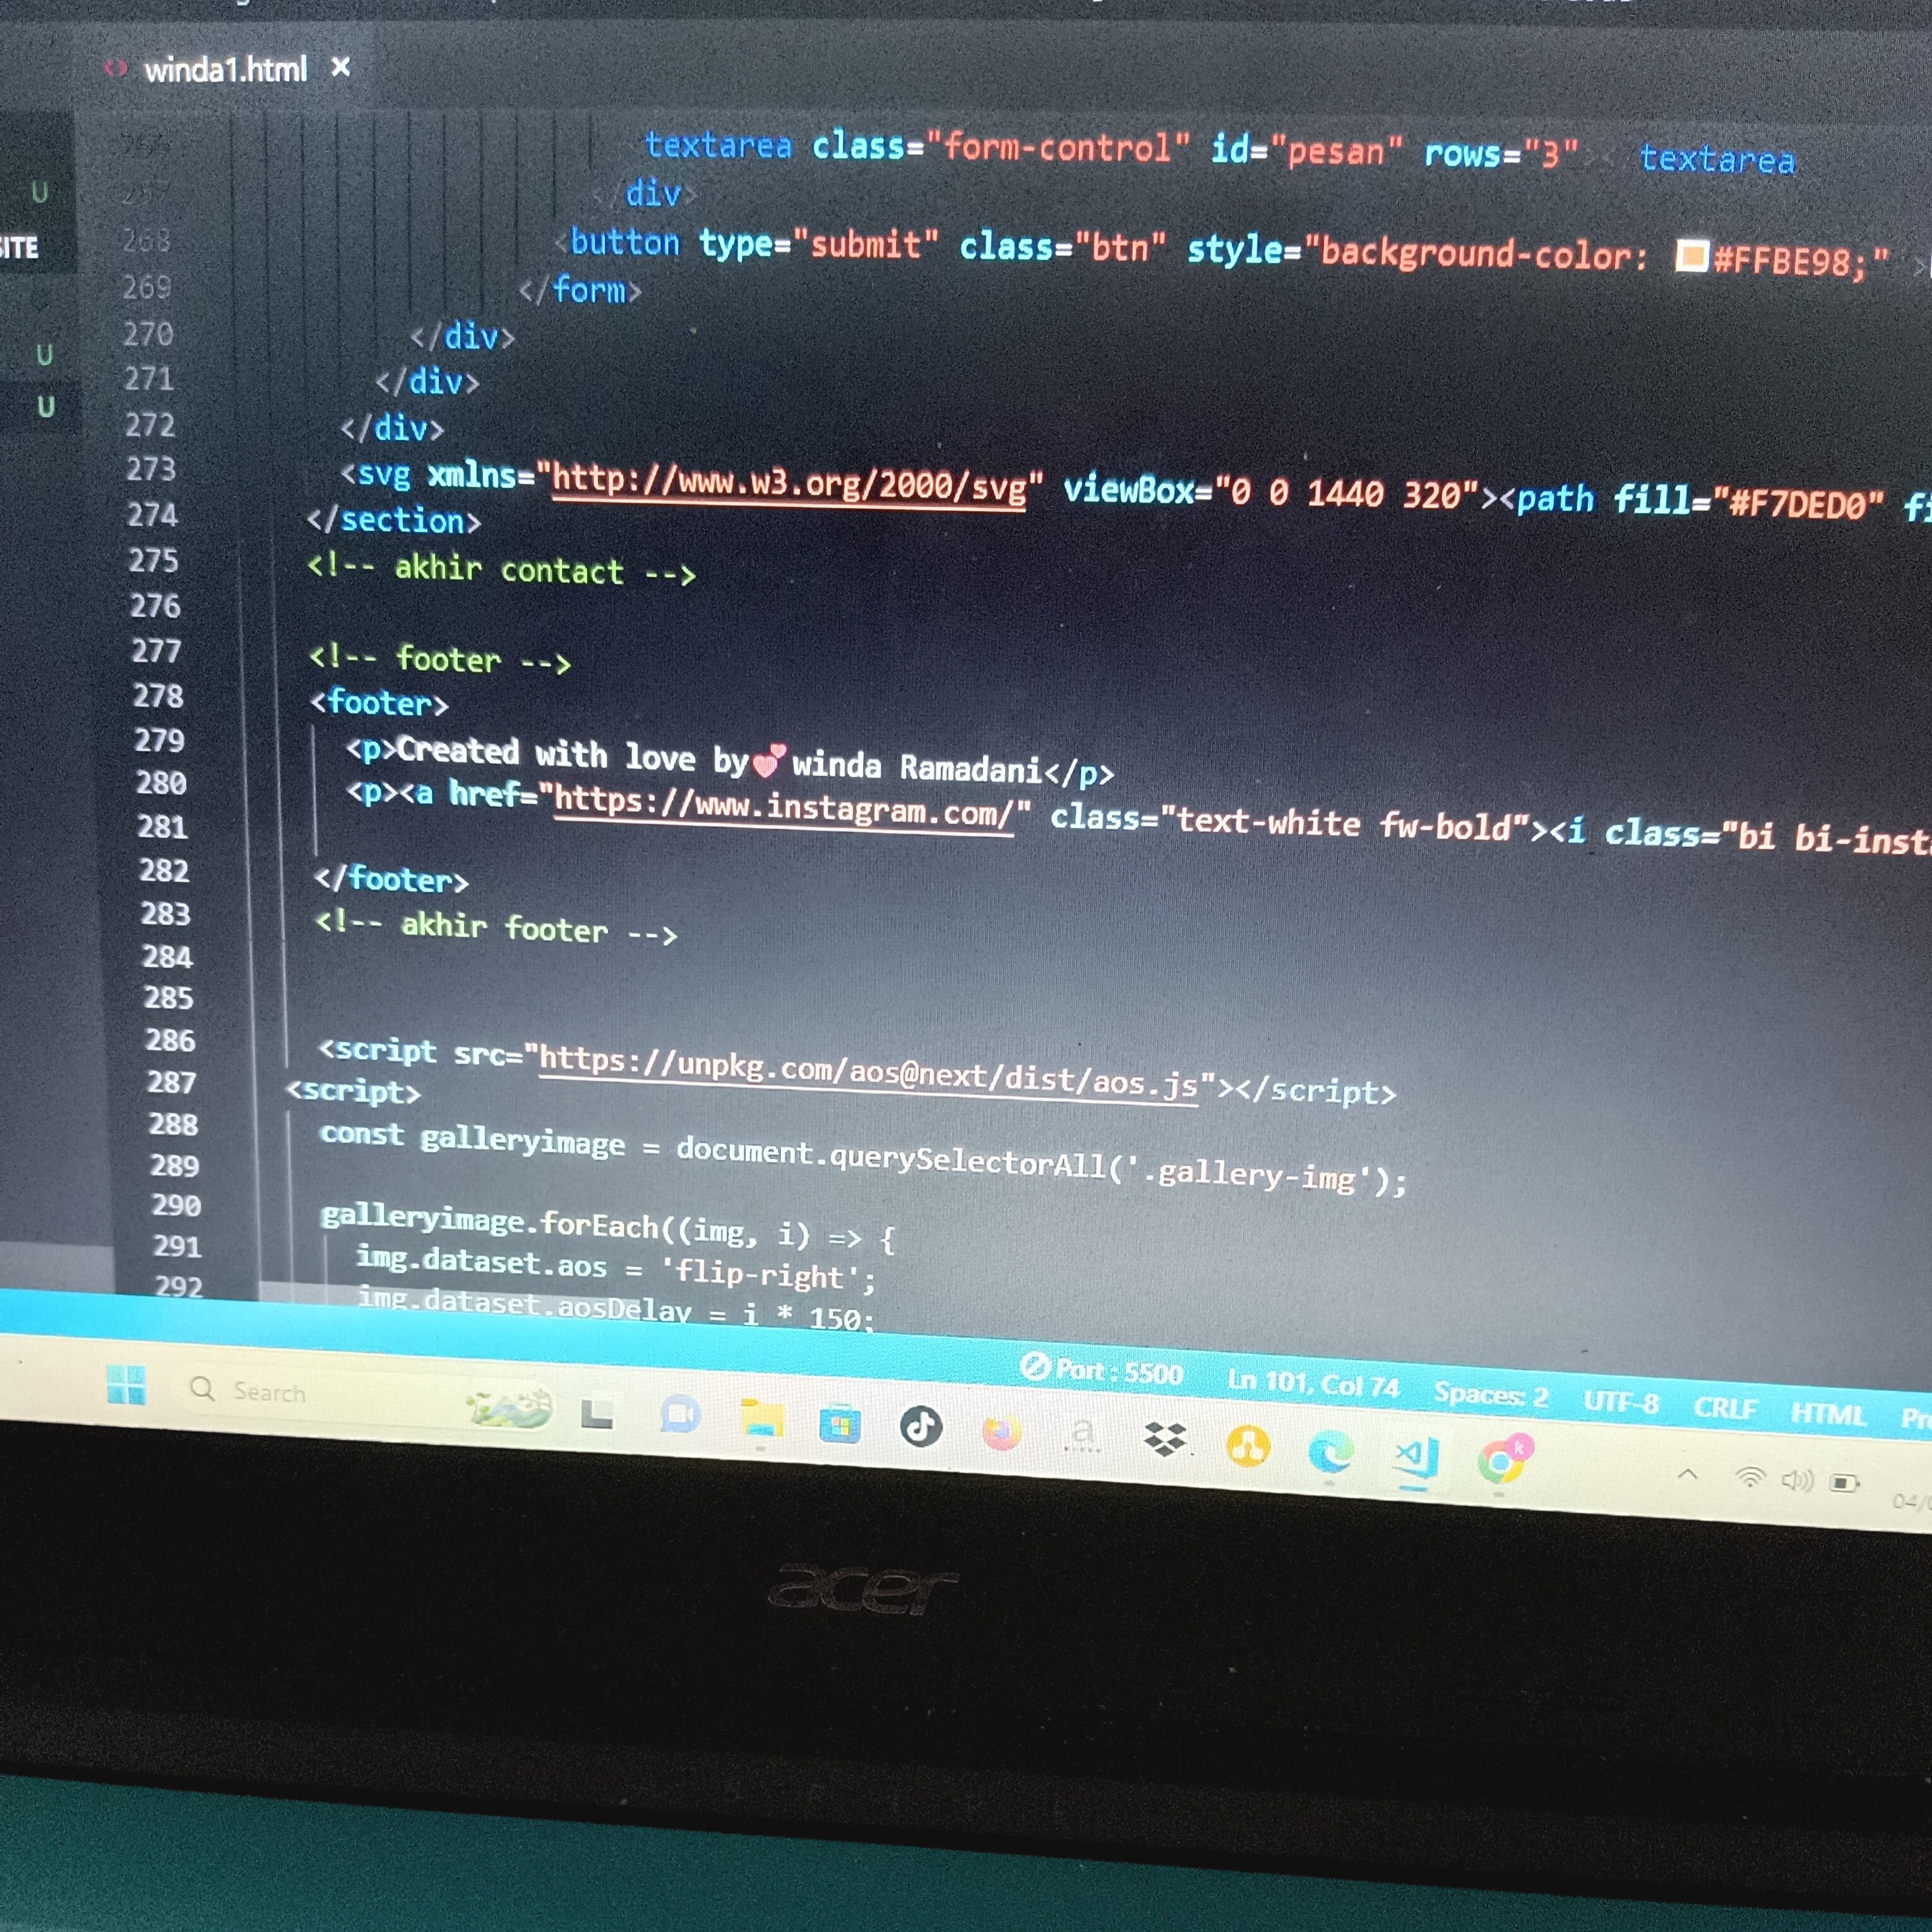 winda1.html ×
textarea class="form-control" id="pesan" rows="3" textarea
U
267 </div>
SITE
268 <button type="submit" class="btn" style="background-color: #FFBE98;" >
269 </form>
270 </div>
U
271 </div>
U
272 </div>
273 <svg xmlns="http://www.w3.org/2000/svg" viewBox="0 0 1440 320"><path fill="#F7DED0"
274 </section>
275 <!-- akhir contact -->
276
277 <!-- footer -->
278 <footer>
279 <p>Created with love by💕winda Ramadani</p>
280 <p><a href="https://www.instagram.com/" class="text-white fw-bold"><i class="bi bi-inst
281
282 </footer>
283 <!-- akhir footer -->
284
285
286 <script src="https://unpkg.com/aos@next/dist/aos.js"></script>
287 <script>
288 const galleryimage = document.querySelectorAll('.gallery-img');
289
290 galleryimage.forEach((img, i) => {
291 img.dataset.aos = 'flip-right';
292 img.dataset.aosDelay = i * 150;
Port : 5500 Ln 101, Col 74 Spaces: 2 UTF-8 CRLF HTML
Search
a
k
04/
acer